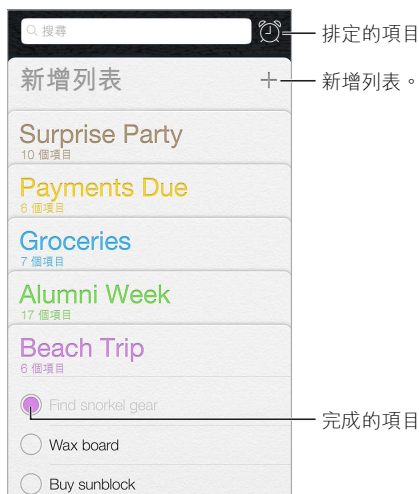 搜尋
排定的項目
新增列表
新增列表。
Surprise Party
10 個項目
Payments Due
6 個項目
Groceries
7 個項目
Alumni Week
17 個項目
Beach Trip
6 個項目
Find snorkel gear
完成的項目
Wax board
Buy sunblock